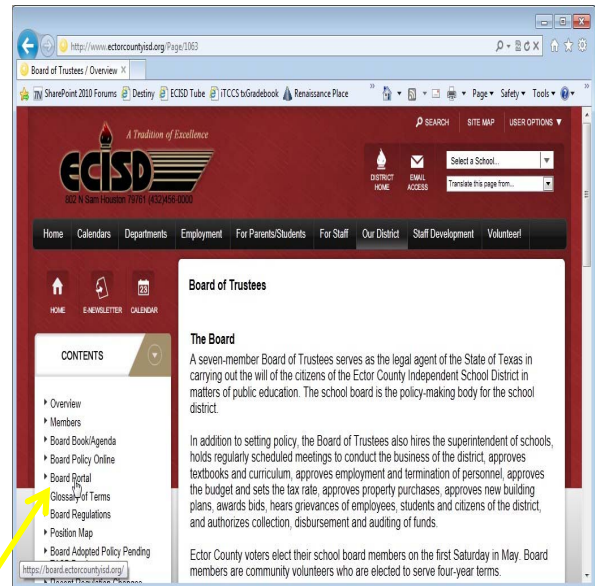 http://www.ectorcountyisd.org/Page/1063
Board of Trustees / Overview
SharePoint 2010 Forums Destiny ECISD Tube iTCCS txGradebook Renaissance Place » Page Safety Tools »
SEARCH SITE MAP USER OPTIONS
A Tradition of Excellence
ECISD
802 N Sam Houston 79761 (432)456-0000
DISTRICT HOME
EMAIL ACCESS
Select a School...
Translate this page from...
Home Calendars Departments Employment For Parents/Students For Staff Our District Staff Development Volunteer!
HOME E-NEWSLETTER CALENDAR
23
CONTENTS
Overview
Members
Board Book/Agenda
Board Policy Online
Board Portal
Glossary of Terms
Board Regulations
Position Map
Board Adopted Policy Pending
https://board.ectorcountyisd.org/
Recent Regulation Changes
Board of Trustees
The Board
A seven-member Board of Trustees serves as the legal agent of the State of Texas in
carrying out the will of the citizens of the Ector County Independent School District in
matters of public education. The school board is the policy-making body for the school
district.
In addition to setting policy, the Board of Trustees also hires the superintendent of schools,
holds regularly scheduled meetings to conduct the business of the district, approves
textbooks and curriculum, approves employment and termination of personnel, approves
the budget and sets the tax rate, approves property purchases, approves new building
plans, awards bids, hears grievances of employees, students and citizens of the district,
and authorizes collection, disbursement and auditing of funds.
Ector County voters elect their school board members on the first Saturday in May. Board
members are community volunteers who are elected to serve four-year terms.